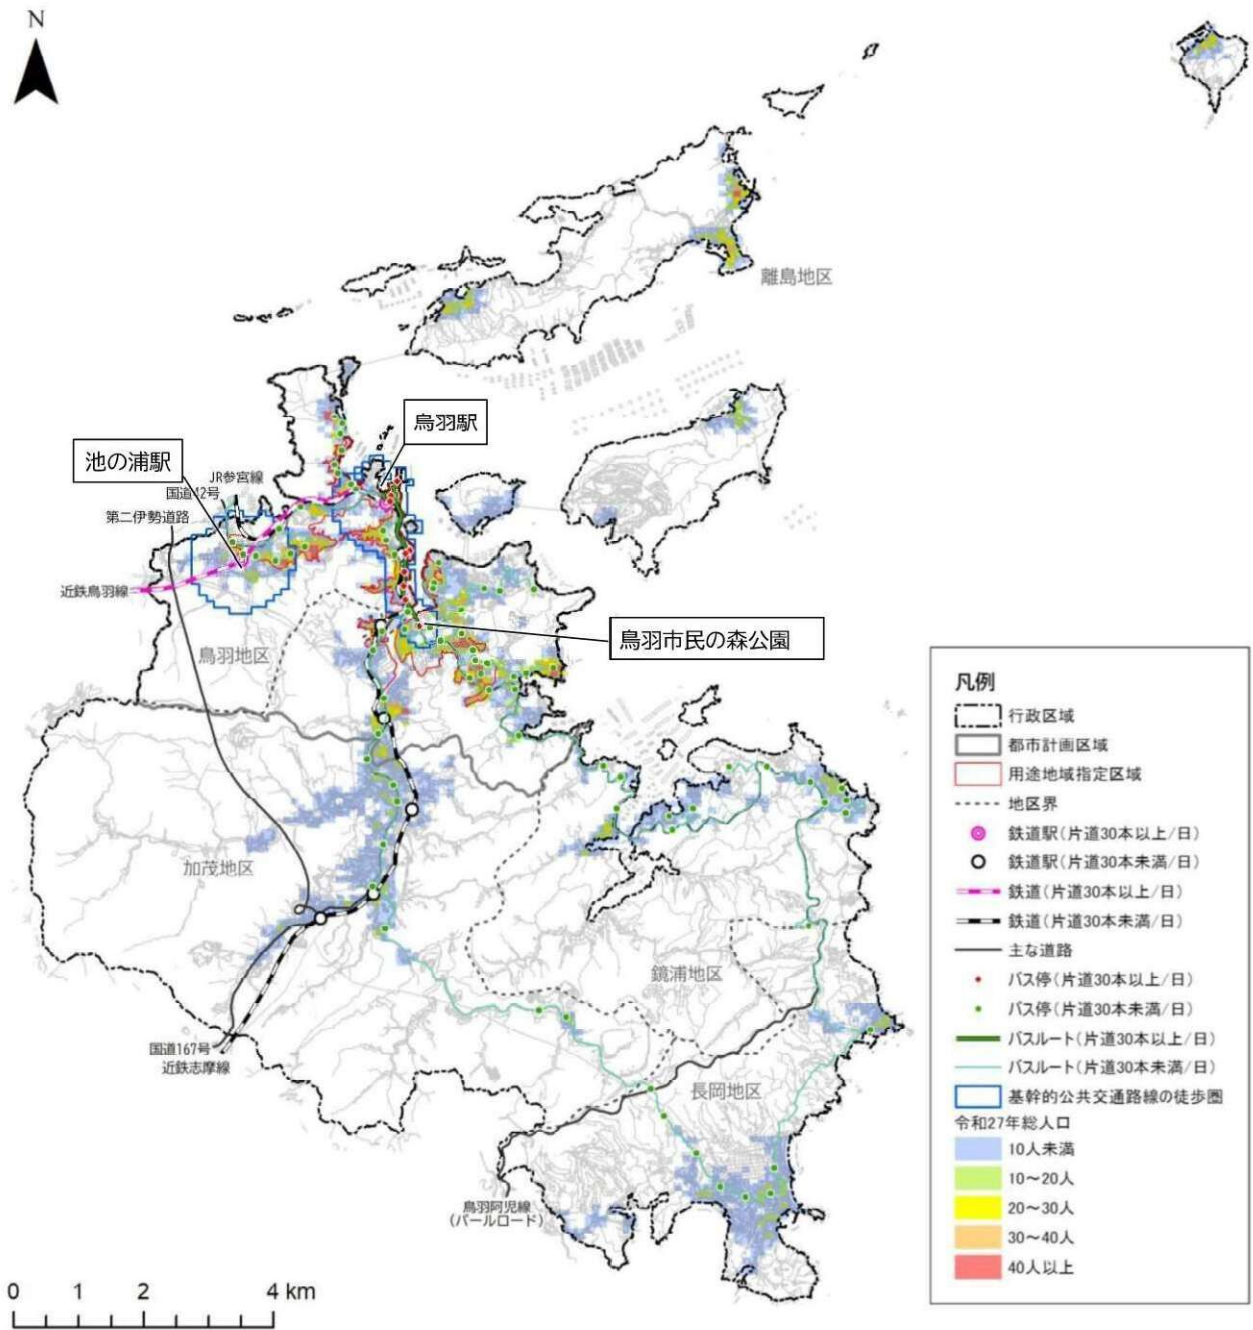 N
離島地区
鳥羽駅
池の浦駅
JR参宮線
国道42号
第二伊勢道路
近鉄鳥羽線
鳥羽市民の森公園
鳥羽地区
加茂地区
鏡浦地区
国道167号
近鉄志摩線
長岡地区
鳥羽阿児線
(パールロード)
0 1 2 4 km
凡例
行政区域
都市計画区域
用途地域指定区域
地区界
鉄道駅(片道30本以上/日)
鉄道駅(片道30本未満/日)
鉄道(片道30本以上/日)
鉄道(片道30本未満/日)
主な道路
バス停(片道30本以上/日)
バス停(片道30本未満/日)
バスルート(片道30本以上/日)
バスルート(片道30本未満/日)
基幹的公共交通路線の徒歩圏
令和27年総人口
10人未満
10～20人
20～30人
30～40人
40人以上